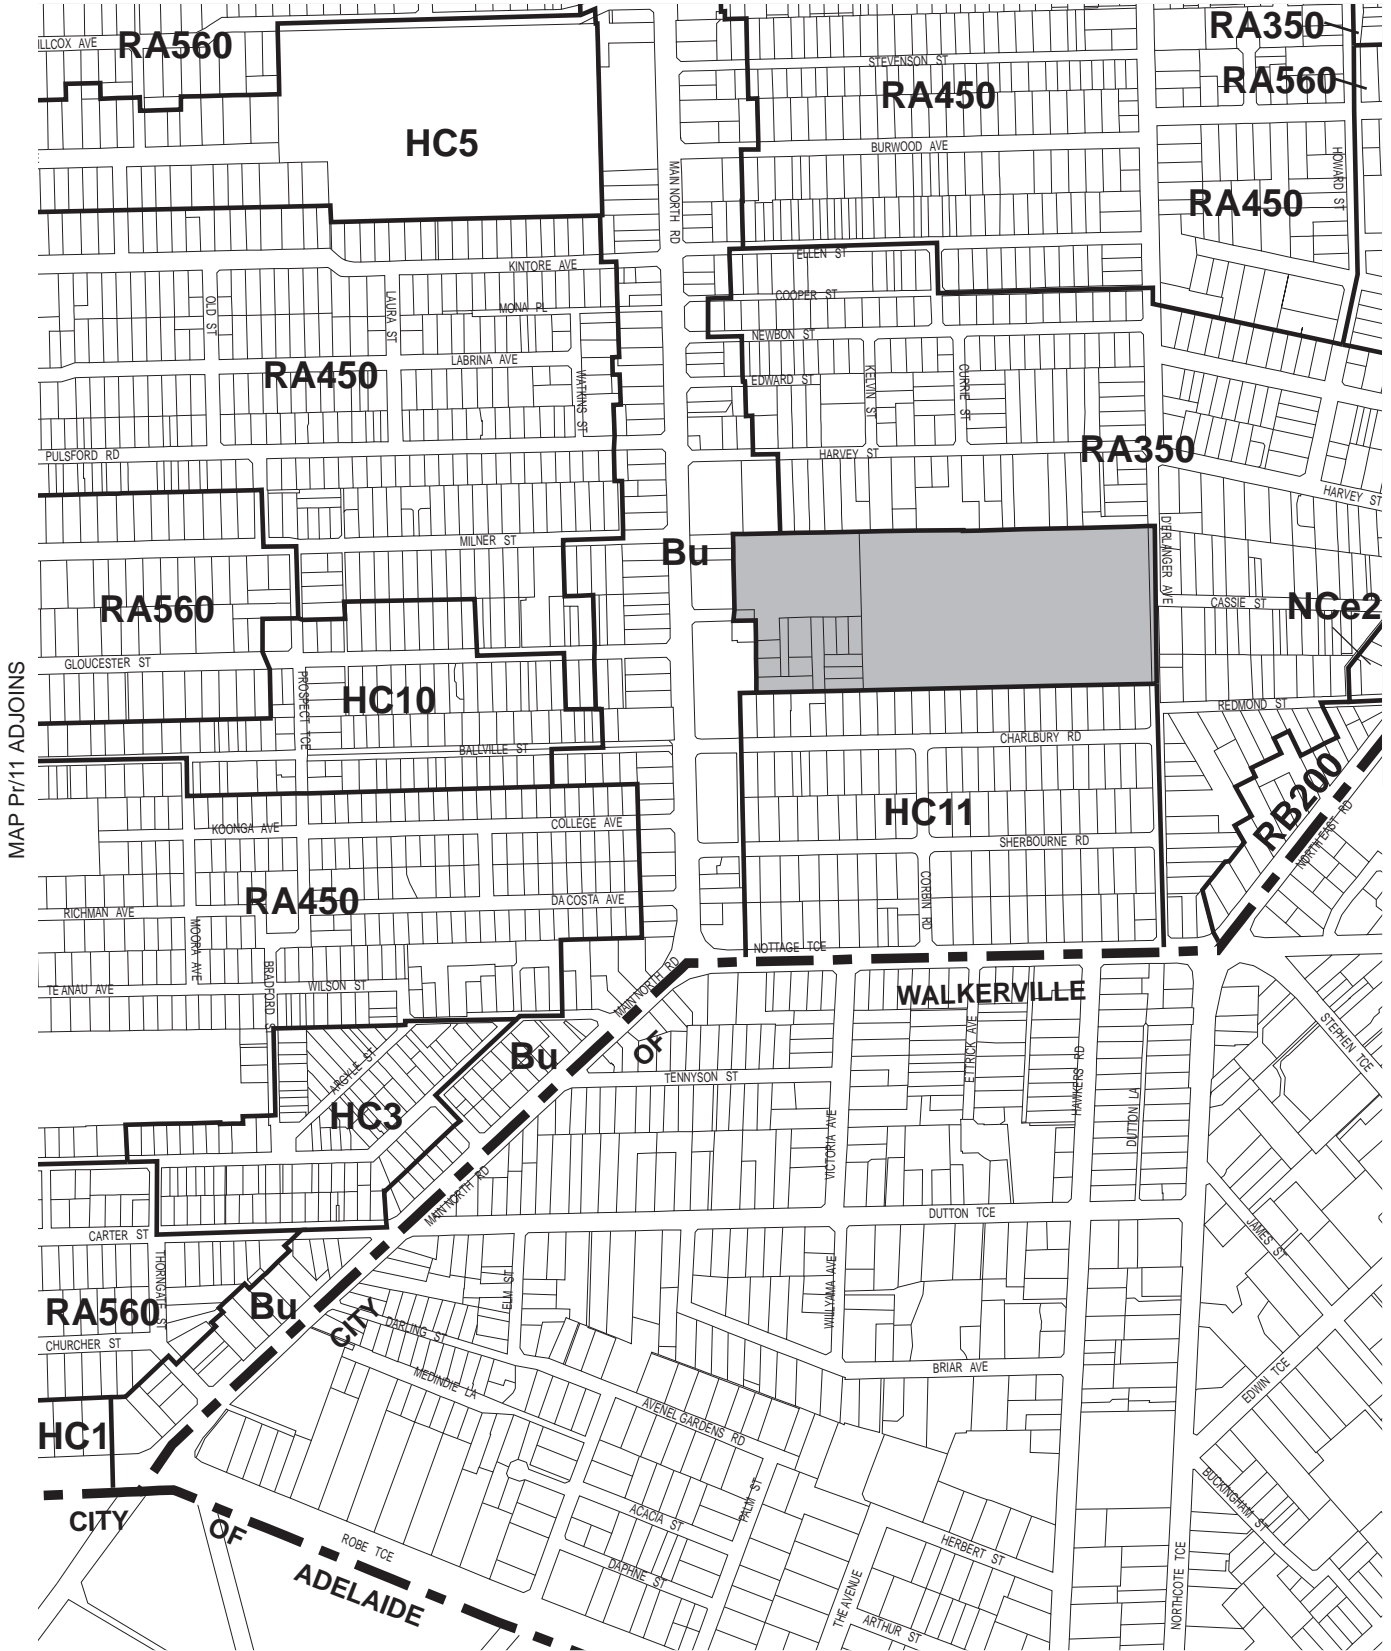 RA560
RA350
ILLCOX AVE
STEVENSON ST
RA450
RA560
HC5
BURWOOD AVE
HOWARD ST
MAIN NORTH RD
RA450
ELLEN ST
KINTORE AVE
OLD ST
LAURA ST
MONA PL
COOPER ST
NEWBON ST
LABRINA AVE
RA450
WATKINS ST
EDWARD ST
KELVIN ST
CURRIE ST
PULSFORD RD
HARVEY ST
RA350
HARVEY ST
MILNER ST
Bu
D'ERLANGER AVE
RA560
CASSIE ST
NCe2
GLOUCESTER ST
PROSPECT TCE
HC10
REDMOND ST
MAP Pr/11 ADJOINS
BALLVILLE ST
CHARLBURY RD
HC11
RB200
NORTH EAST RD
KOONGA AVE
COLLEGE AVE
SHERBOURNE RD
RA450
DA COSTA AVE
CORBIN RD
RICHMAN AVE
MOORA AVE
NOTTAGE TCE
BRADFORD ST
TE ANAU AVE
WILSON ST
MAIN NORTH RD
WALKERVILLE
STEPHEN TCE
ARGYLE ST
Bu
OF
ETTRICK AVE
HAWKERS RD
TENNYSON ST
HC3
VICTORIA AVE
DUTTON LA
MAIN NORTH RD
DUTTON TCE
CARTER ST
JAMES ST
THORNGATE ST
ELM ST
WILLYAMA AVE
RA560
Bu
CITY
DARLING ST
CHURCHER ST
MEDINDIE LA
BRIAR AVE
EDWIN TCE
AVENEL GARDENS RD
HC1
BUCKINGHAM ST
CITY
OF
ROBE TCE
ACACIA ST
PALM ST
HERBERT ST
ADELAIDE
DAPHNE ST
THE AVENUE
ARTHUR ST
NORTHCOTE TCE